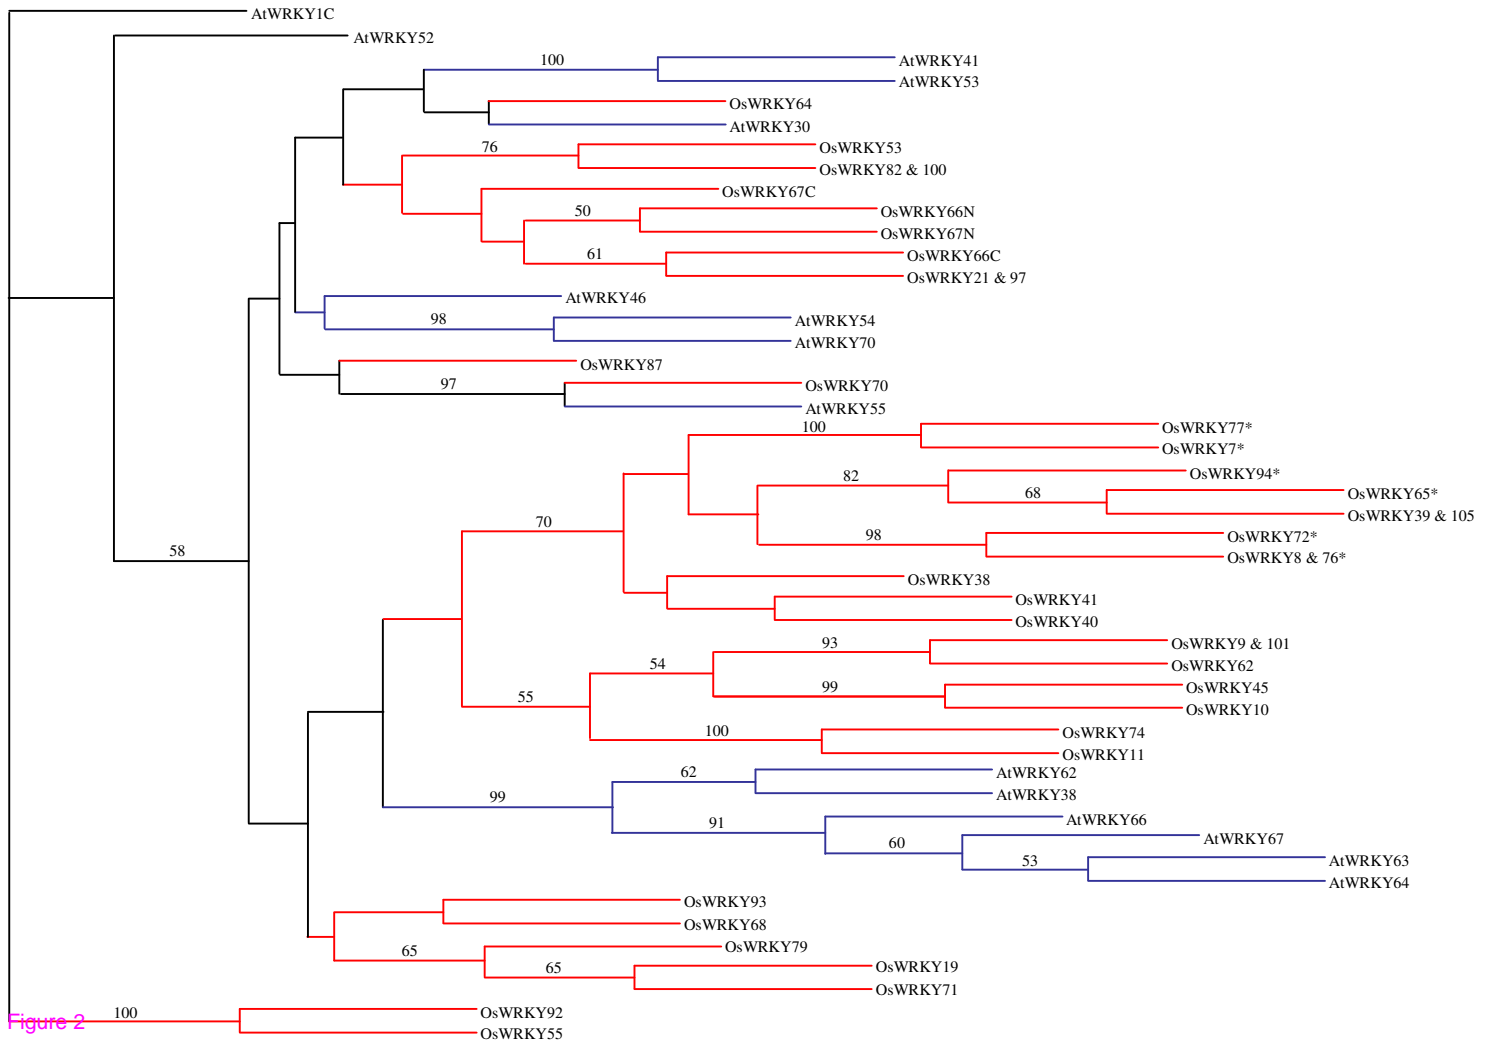 AtWRKY1C
AtWRKY52
100
AtWRKY41
AtWRKY53
OsWRKY64
AtWRKY30
76
OsWRKY53
OsWRKY82 & 100
OsWRKY67C
50
OsWRKY66N
OsWRKY67N
61
OsWRKY66C
OsWRKY21 & 97
AtWRKY46
98
AtWRKY54
AtWRKY70
OsWRKY87
97
OsWRKY70
AtWRKY55
100
OsWRKY77*
OsWRKY7*
82
OsWRKY94*
68
OsWRKY65*
OsWRKY39 & 105
70
98
OsWRKY72*
OsWRKY8 & 76*
58
OsWRKY38
OsWRKY41
OsWRKY40
93
OsWRKY9 & 101
54
OsWRKY62
55
99
OsWRKY45
OsWRKY10
100
OsWRKY74
OsWRKY11
62
AtWRKY62
99
AtWRKY38
91
AtWRKY66
60
AtWRKY67
53
AtWRKY63
AtWRKY64
OsWRKY93
OsWRKY68
65
OsWRKY79
65
OsWRKY19
OsWRKY71
100
OsWRKY92
Figure 2
OsWRKY55